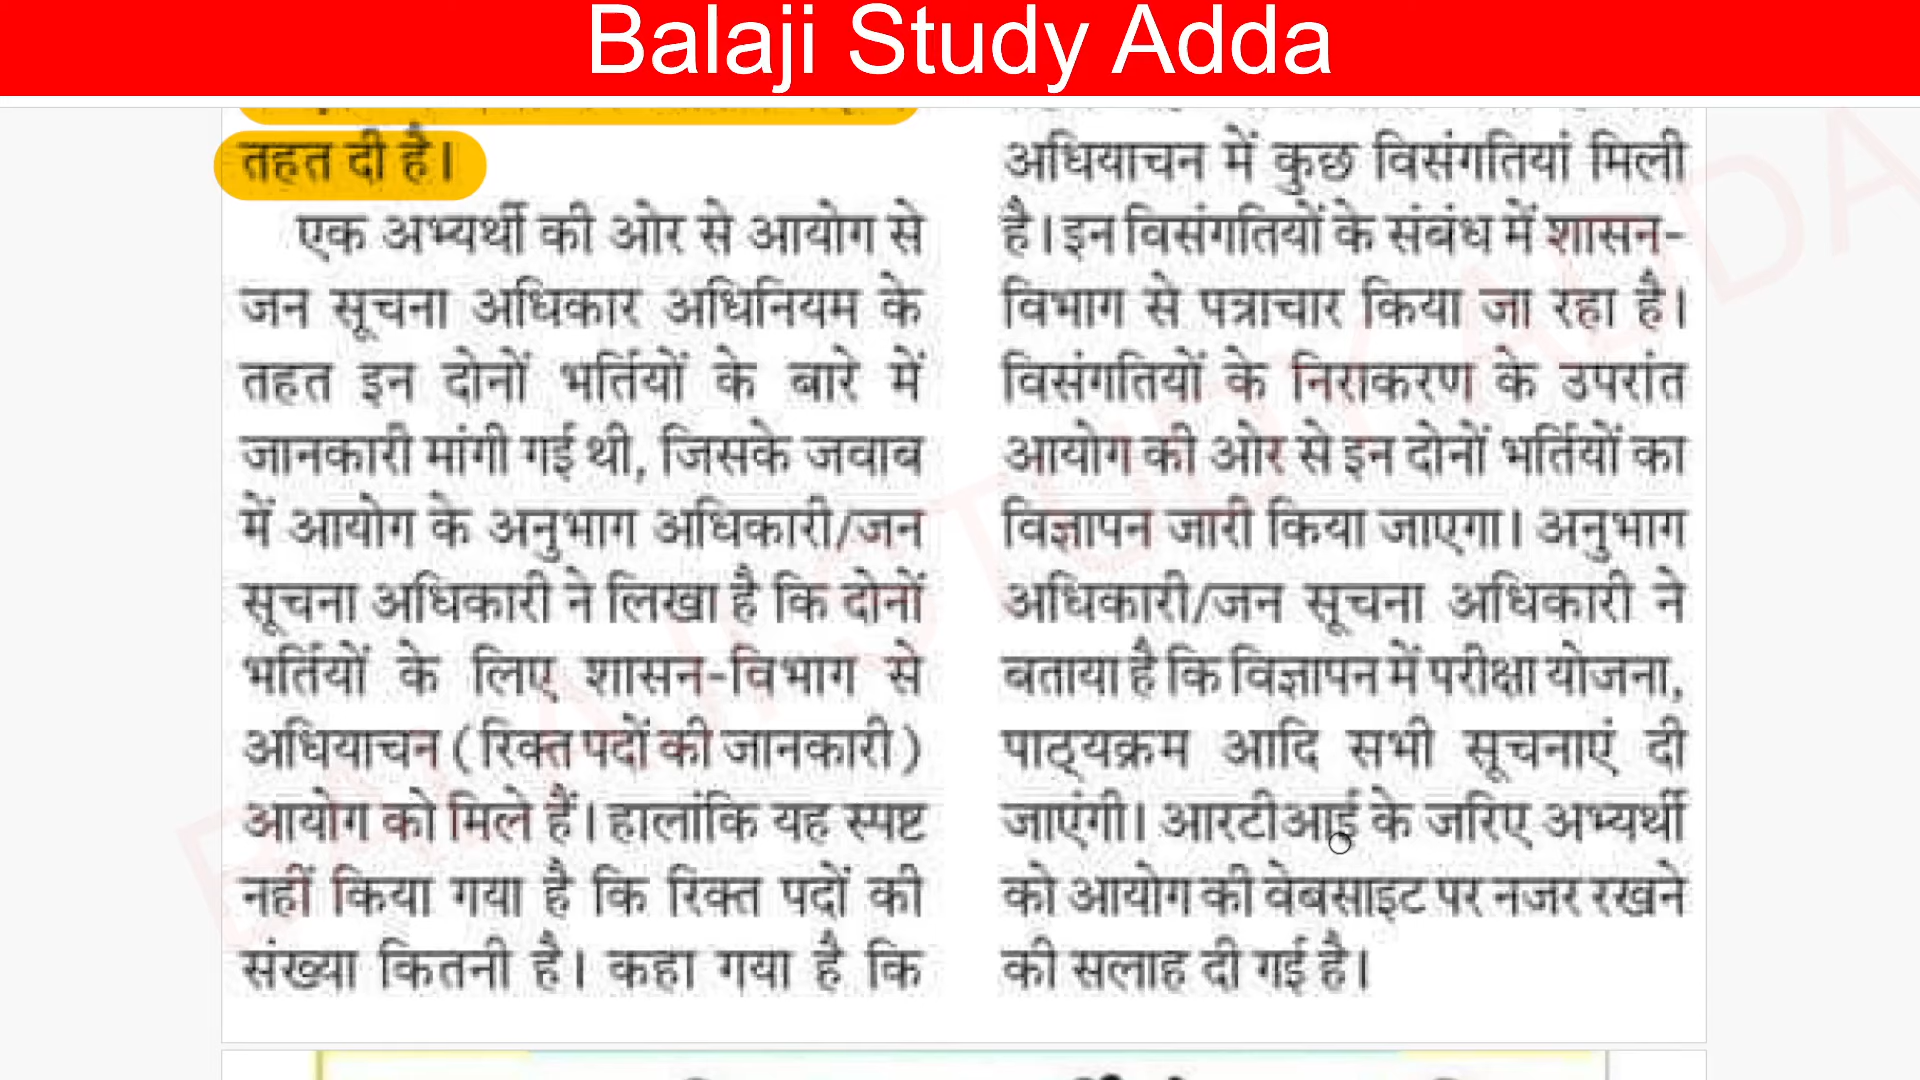 Balaji Study Adda
तहत दी है।
एक अभ्यर्थी की ओर से आयोग से
जन सूचना अधिकार अधिनियम के
तहत इन दोनों भर्तियों के बारे में
जानकारी मांगी गई थी, जिसके जवाब
में आयोग के अनुभाग अधिकारी/जन
सूचना अधिकारी ने लिखा है कि दोनों
भर्तियों के लिए शासन-विभाग से
अधियाचन (रिक्त पदों की जानकारी)
आयोग को मिले हैं। हालांकि यह स्पष्ट
नहीं किया गया है कि रिक्त पदों की
संख्या कितनी है। कहा गया है कि
अधियाचन में कुछ विसंगतियां मिली
है। इन विसंगतियों के संबंध में शासन-
विभाग से पत्राचार किया जा रहा है।
विसंगतियों के निराकरण के उपरांत
आयोग की ओर से इन दोनों भर्तियों का
विज्ञापन जारी किया जाएगा। अनुभाग
अधिकारी/जन सूचना अधिकारी ने
बताया है कि विज्ञापन में परीक्षा योजना,
पाठ्यक्रम आदि सभी सूचनाएं दी
जाएंगी। आरटीआई के जरिए अभ्यर्थी
को आयोग की वेबसाइट पर नजर रखने
की सलाह दी गई है।
BALAJI STUDY ADDA